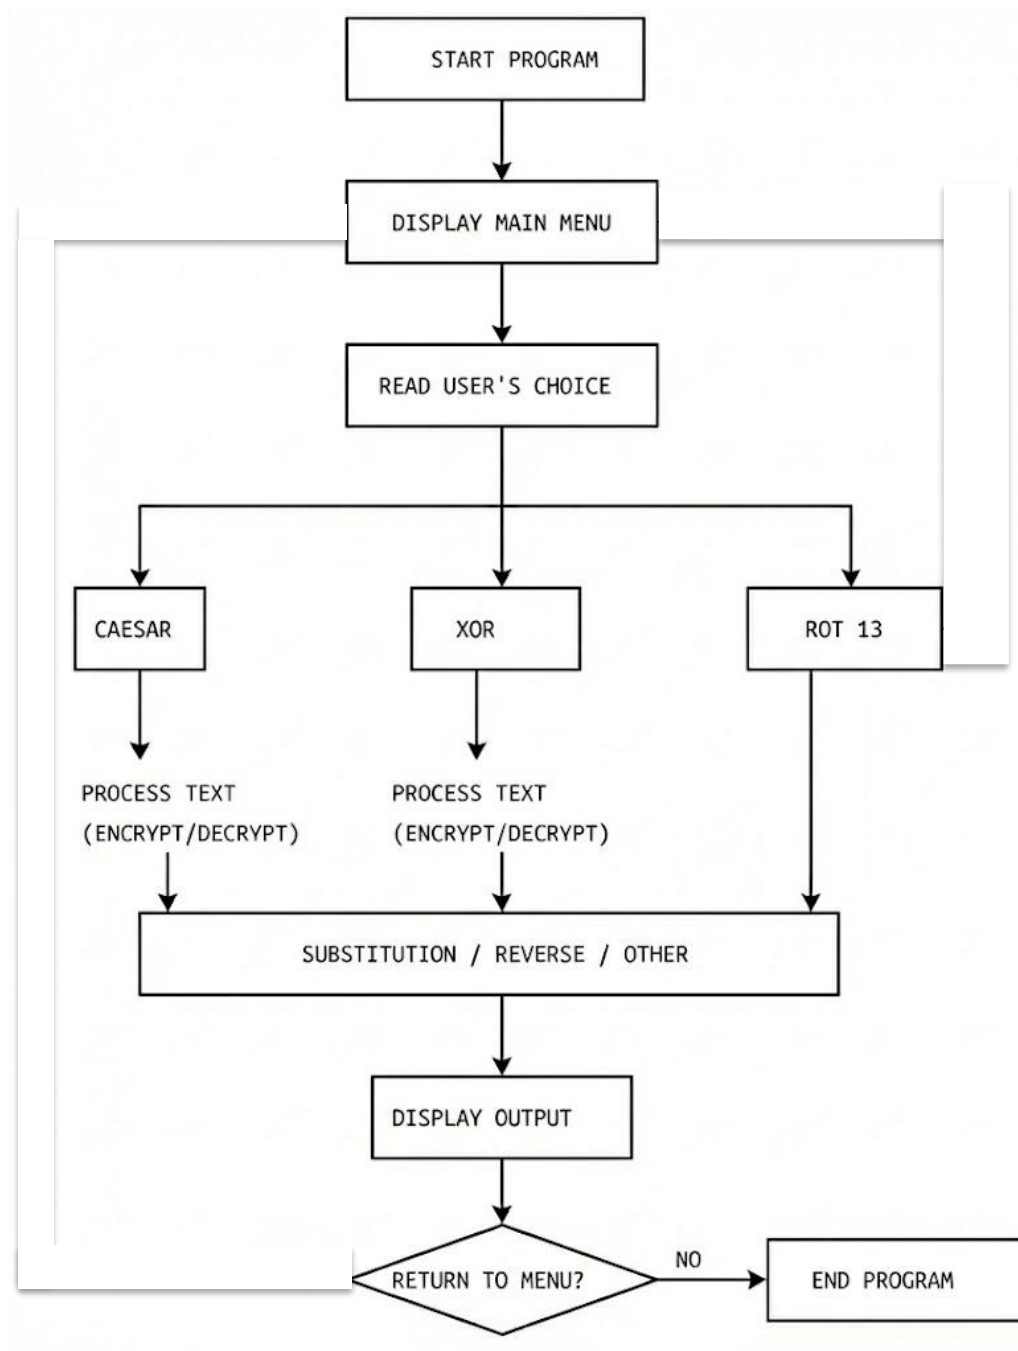 START PROGRAM
DISPLAY MAIN MENU
READ USER'S CHOICE
CAESAR
XOR
ROT 13
PROCESS TEXT
(ENCRYPT/DECRYPT)
PROCESS TEXT
(ENCRYPT/DECRYPT)
SUBSTITUTION / REVERSE / OTHER
DISPLAY OUTPUT
RETURN TO MENU?
NO
END PROGRAM